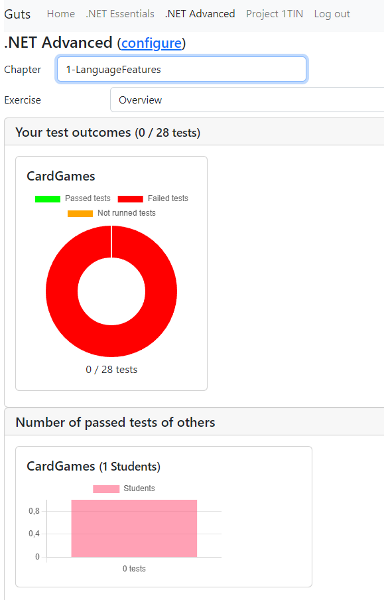 Guts Home .NET Essentials .NET Advanced Project 1TIN Log out
.NET Advanced (configure)
Chapter 1-LanguageFeatures
Exercise Overview
Your test outcomes (0 / 28 tests)
CardGames
Passed tests Failed tests
Not runned tests
0 / 28 tests
Number of passed tests of others
CardGames (1 Students)
Students
0,8
0,4
0
0 tests